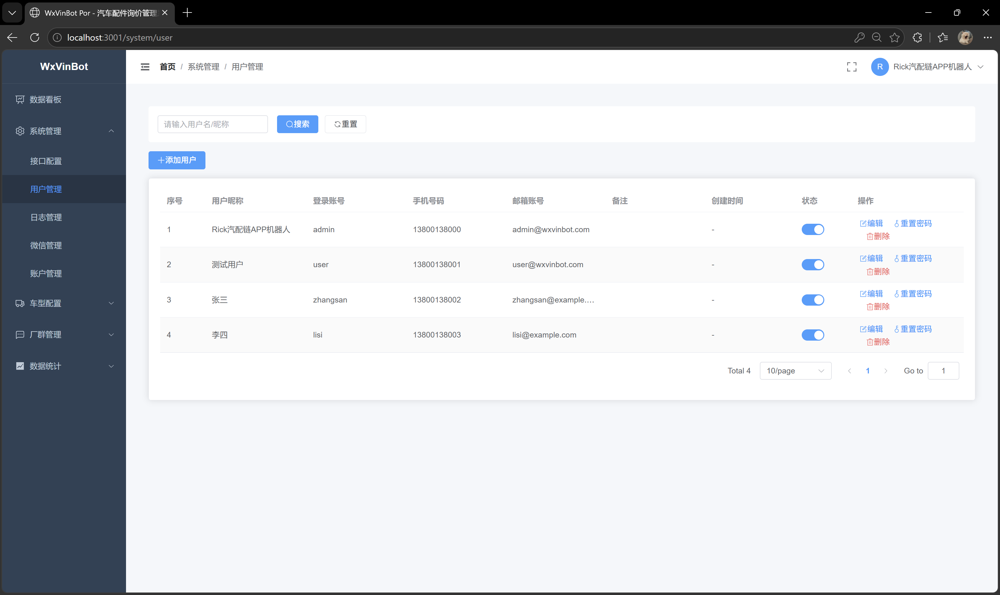 WxVinBot Por - 汽车配件询价管理
localhost:3001/system/user
WxVinBot
首页 / 系统管理 / 用户管理
R Rick汽配链APP机器人
数据看板
系统管理
接口配置
用户管理
日志管理
微信管理
账户管理
车型配置
厂群管理
数据统计
请输入用户名/昵称 搜索 重置
添加用户
序号 用户昵称 登录账号 手机号码 邮箱账号 备注 创建时间 状态 操作
1 Rick汽配链APP机器人 admin 13800138000 admin@wxvinbot.com - 编辑 重置密码
删除
2 测试用户 user 13800138001 user@wxvinbot.com - 编辑 重置密码
删除
3 张三 zhangsan 13800138002 zhangsan@example.… - 编辑 重置密码
删除
4 李四 lisi 13800138003 lisi@example.com - 编辑 重置密码
删除
Total 4 10/page 1 Go to 1